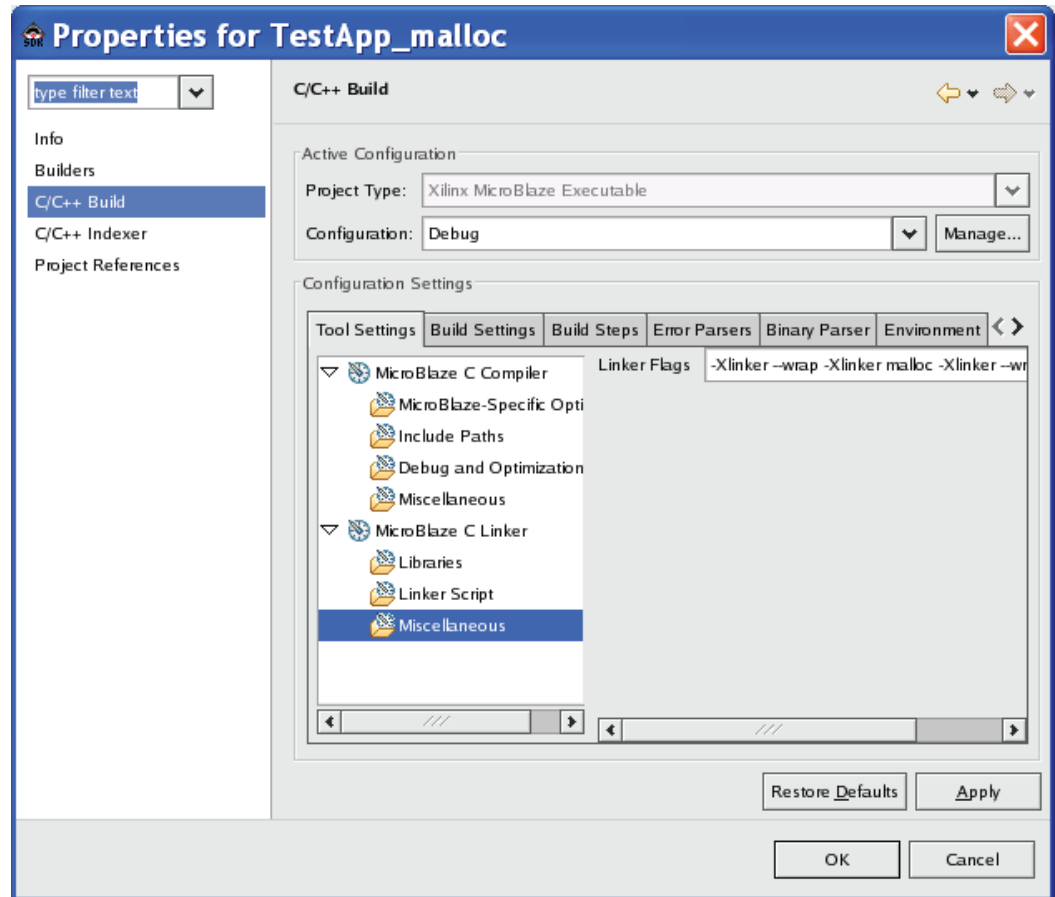 SDK
Properties for TestApp_malloc
type filter text
C/C++ Build
Info
Builders
C/C++ Build
C/C++ Indexer
Project References
Active Configuration
Project Type: Xilinx MicroBlaze Executable
Configuration: Debug Manage...
Configuration Settings
Tool Settings Build Settings Build Steps Error Parsers Binary Parser Environment
MicroBlaze C Compiler
MicroBlaze-Specific Opti
Include Paths
Debug and Optimization
Miscellaneous
MicroBlaze C Linker
Libraries
Linker Script
Miscellaneous
Linker Flags -Xlinker --wrap -Xlinker malloc -Xlinker --wr
Restore Defaults Apply
OK Cancel